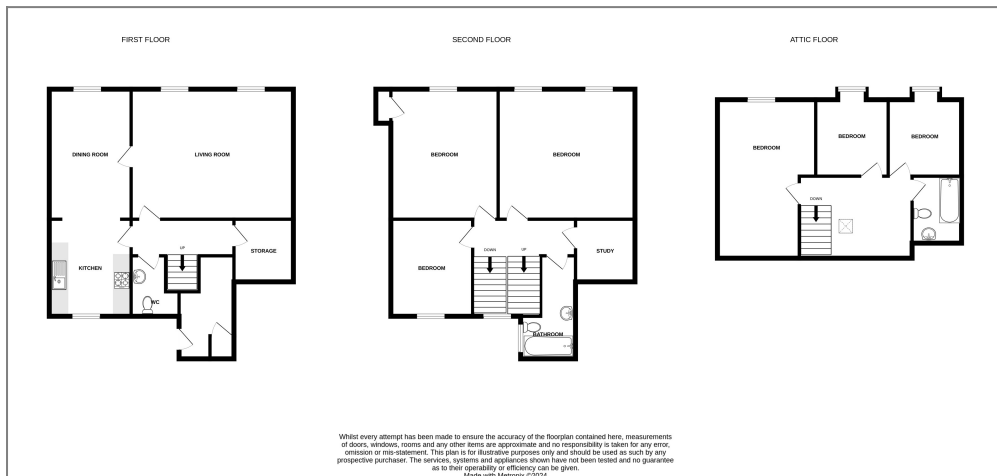 FIRST FLOOR
SECOND FLOOR
ATTIC FLOOR
DINING ROOM
LIVING ROOM
KITCHEN
UP
STORAGE
WC
BEDROOM
BEDROOM
BEDROOM
DOWN
UP
STUDY
BATHROOM
BEDROOM
BEDROOM
BEDROOM
DOWN
Whilst every attempt has been made to ensure the accuracy of the floorplan contained here, measurements
of doors, windows, rooms and any other items are approximate and no responsibility is taken for any error,
omission or mis-statement. This plan is for illustrative purposes only and should be used as such by any
prospective purchaser. The services, systems and appliances shown have not been tested and no guarantee
as to their operability or efficiency can be given.
Made with Metropix ©2024